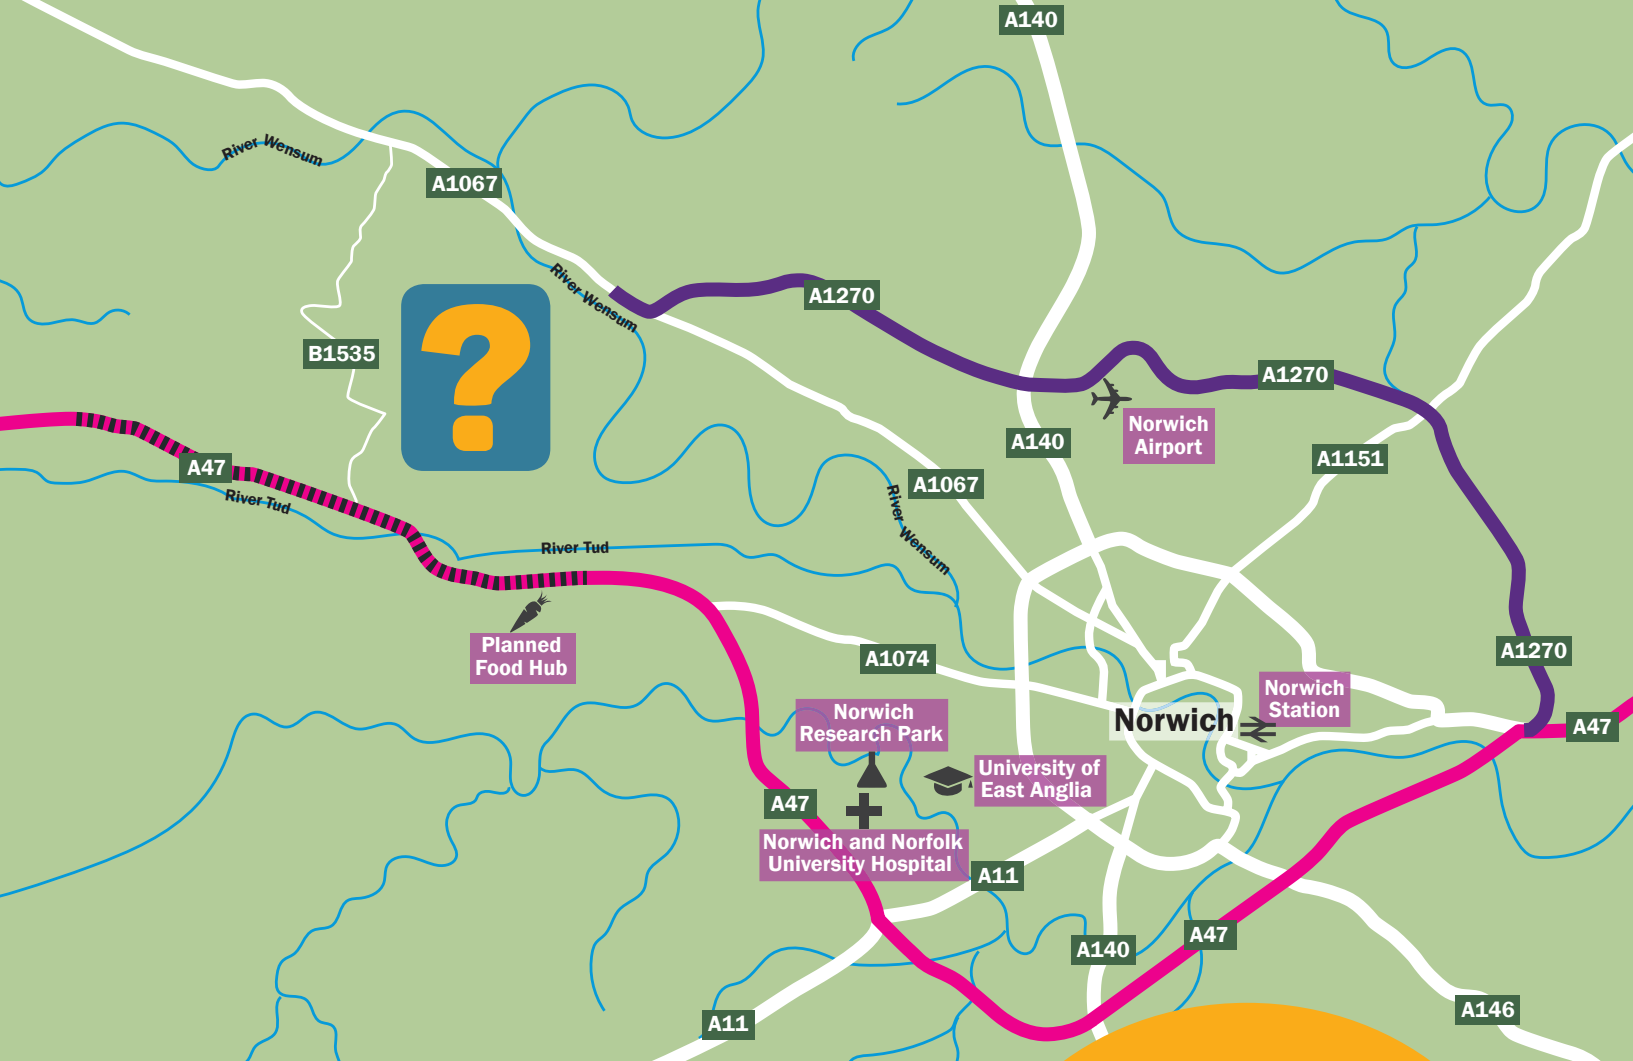 A140
River Wensum
A1067
River Wensum
A1270
B1535
?
A1270
Norwich
Airport
A140
A1151
A47
River Tud
A1067
River Wensum
River Tud
Planned
Food Hub
A1074
A1270
Norwich
Station
Norwich
Norwich
Research Park
A47
University of
East Anglia
A47
Norwich and Norfolk
University Hospital
A11
A47
A140
A146
A11